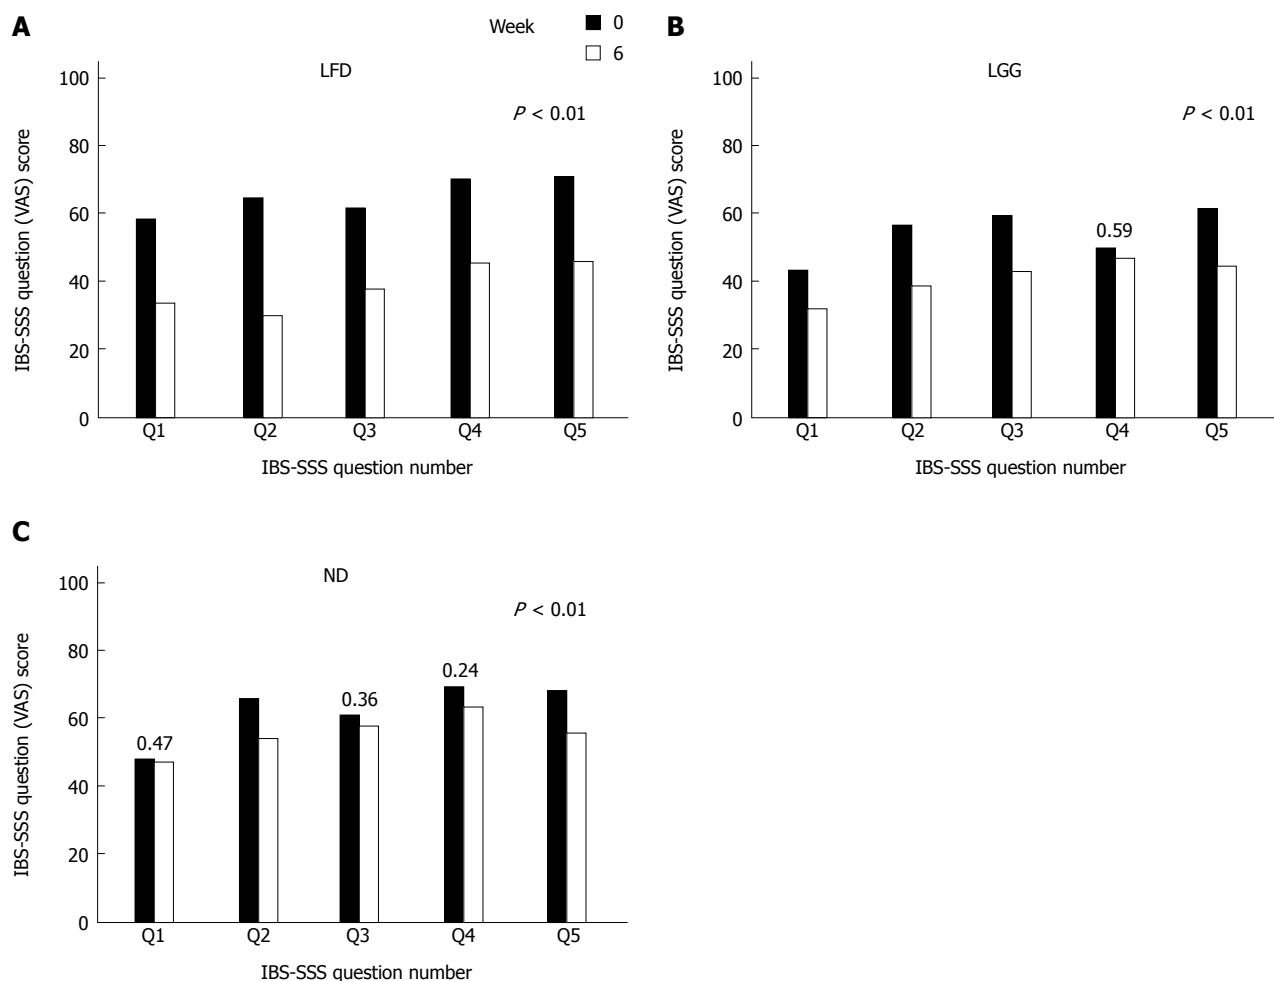 A
Week
0
6
LFD
P < 0.01
IBS-SSS question (VAS) score
100
80
60
40
20
0
Q1 Q2 Q3 Q4 Q5
IBS-SSS question number
B
LGG
P < 0.01
IBS-SSS question (VAS) score
100
80
60
40
20
0
0.59
Q1 Q2 Q3 Q4 Q5
IBS-SSS question number
C
ND
P < 0.01
IBS-SSS question (VAS) score
100
80
60
40
20
0
0.47
0.36
0.24
Q1 Q2 Q3 Q4 Q5
IBS-SSS question number